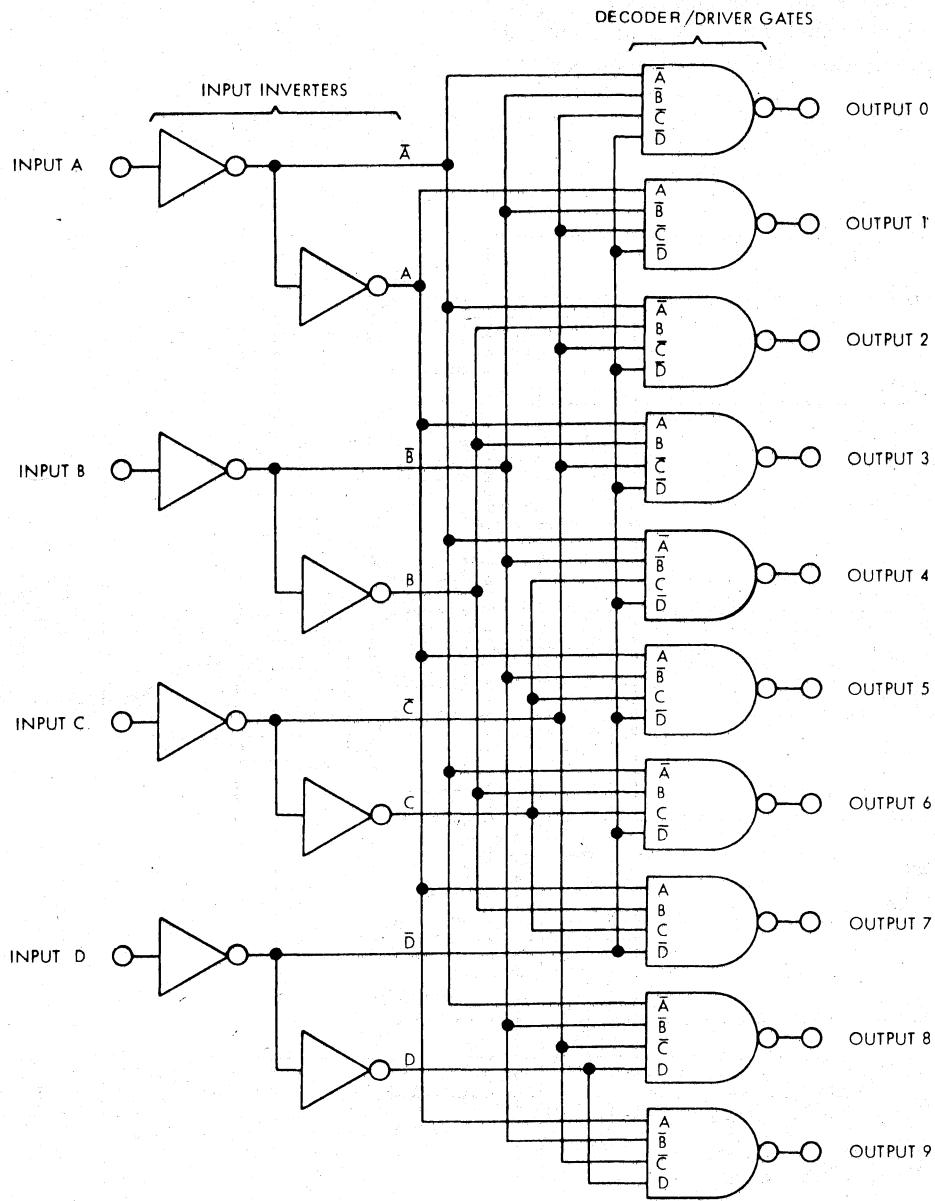 DECODER/DRIVER GATES
INPUT INVERTERS
A̅
B̅
C̅
D̅
OUTPUT 0
INPUT A
A̅
A
B̅
C̅
D̅
OUTPUT 1
A
A̅
B
C̅
D̅
OUTPUT 2
A
B
C̅
D̅
OUTPUT 3
INPUT B
B̅
A̅
B̅
C
D̅
OUTPUT 4
B
A
B̅
C
D̅
OUTPUT 5
INPUT C
C̅
A̅
B
C
D̅
OUTPUT 6
C
A
B
C
D̅
OUTPUT 7
INPUT D
D̅
A̅
B̅
C̅
D
OUTPUT 8
D
A
B̅
C̅
D
OUTPUT 9